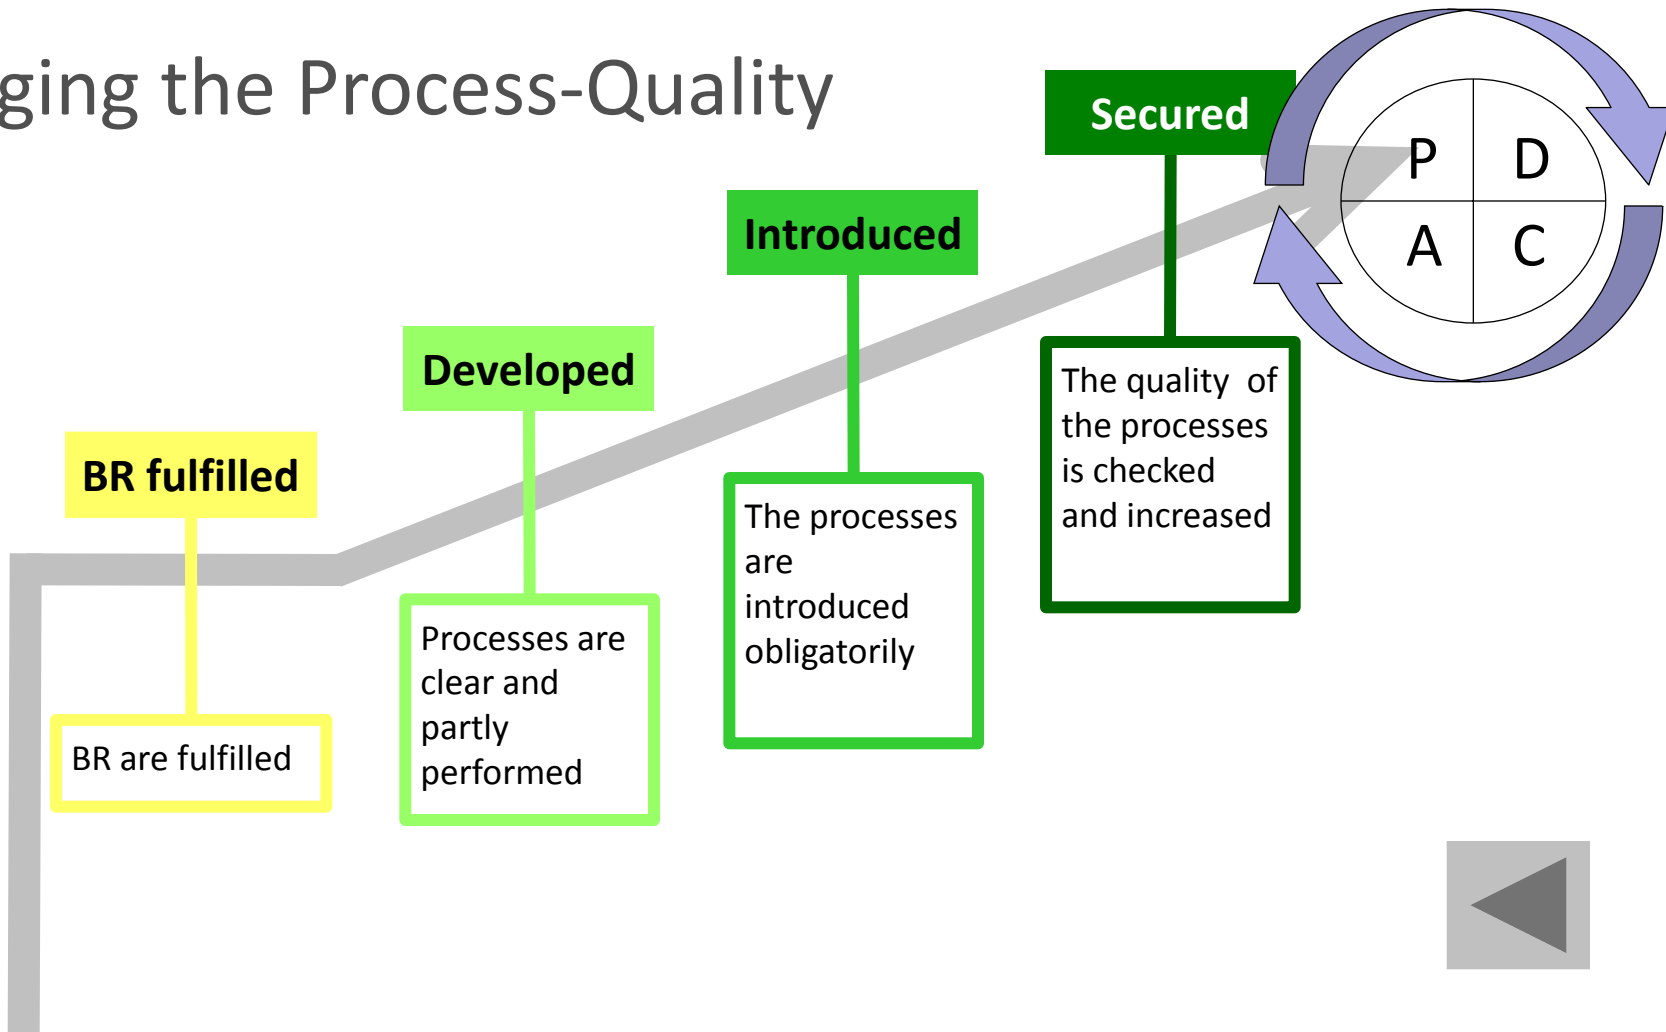 ging the Process-Quality
Secured
P D
A C
Introduced
Developed
BR fulfilled
The quality of
the processes
is checked
and increased
The processes
are
introduced
obligatorily
Processes are
clear and
partly
performed
BR are fulfilled